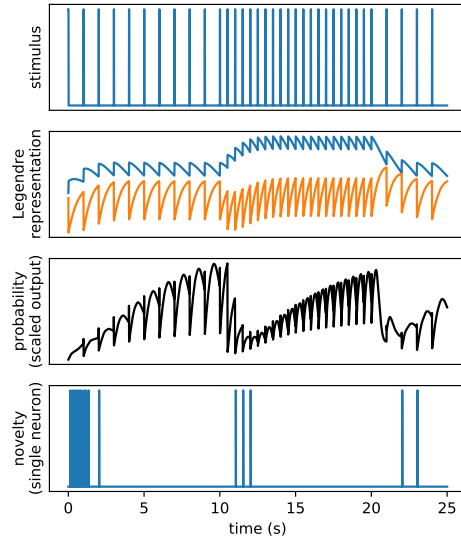 stimulus
Legendre
representation
probability
(scaled output)
novelty
(single neuron)
0 5 10 15 20 25
time (s)